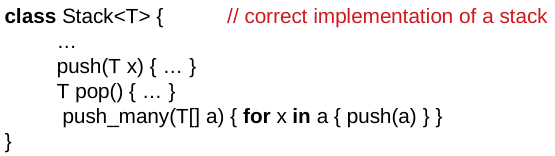 class Stack<T> { // correct implementation of a stack
…
push(T x) { … }
T pop() { … }
push_many(T[] a) { for x in a { push(a) } }
}